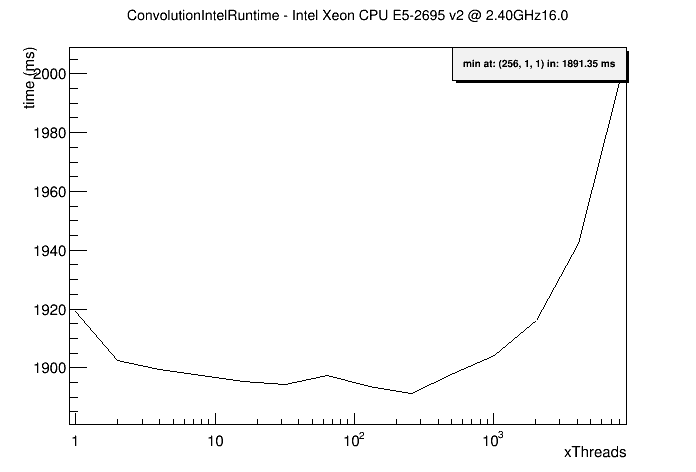 ConvolutionIntelRuntime - Intel Xeon CPU E5-2695 v2 @ 2.40GHz16.0
time (ms)
min at: (256, 1, 1) in: 1891.35 ms
2000
1980
1960
1940
1920
1900
1 10 10² 10³
xThreads